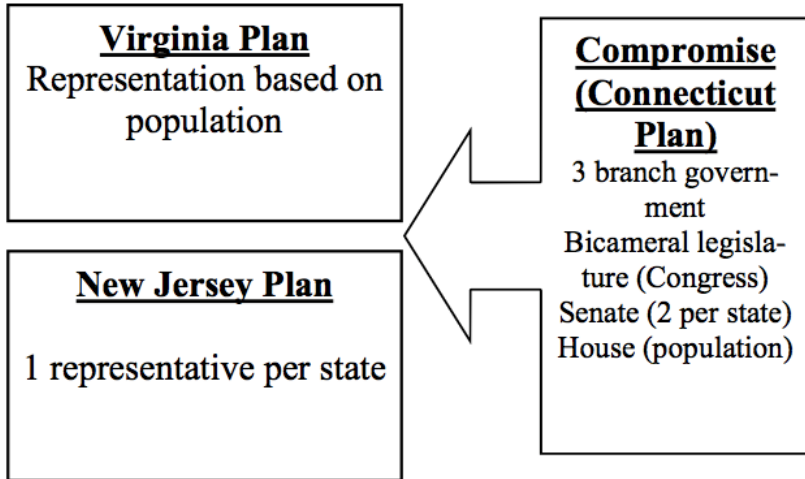 Virginia Plan
Representation based on
population
New Jersey Plan
1 representative per state
Compromise
(Connecticut
Plan)
3 branch govern-
ment
Bicameral legisla-
ture (Congress)
Senate (2 per state)
House (population)